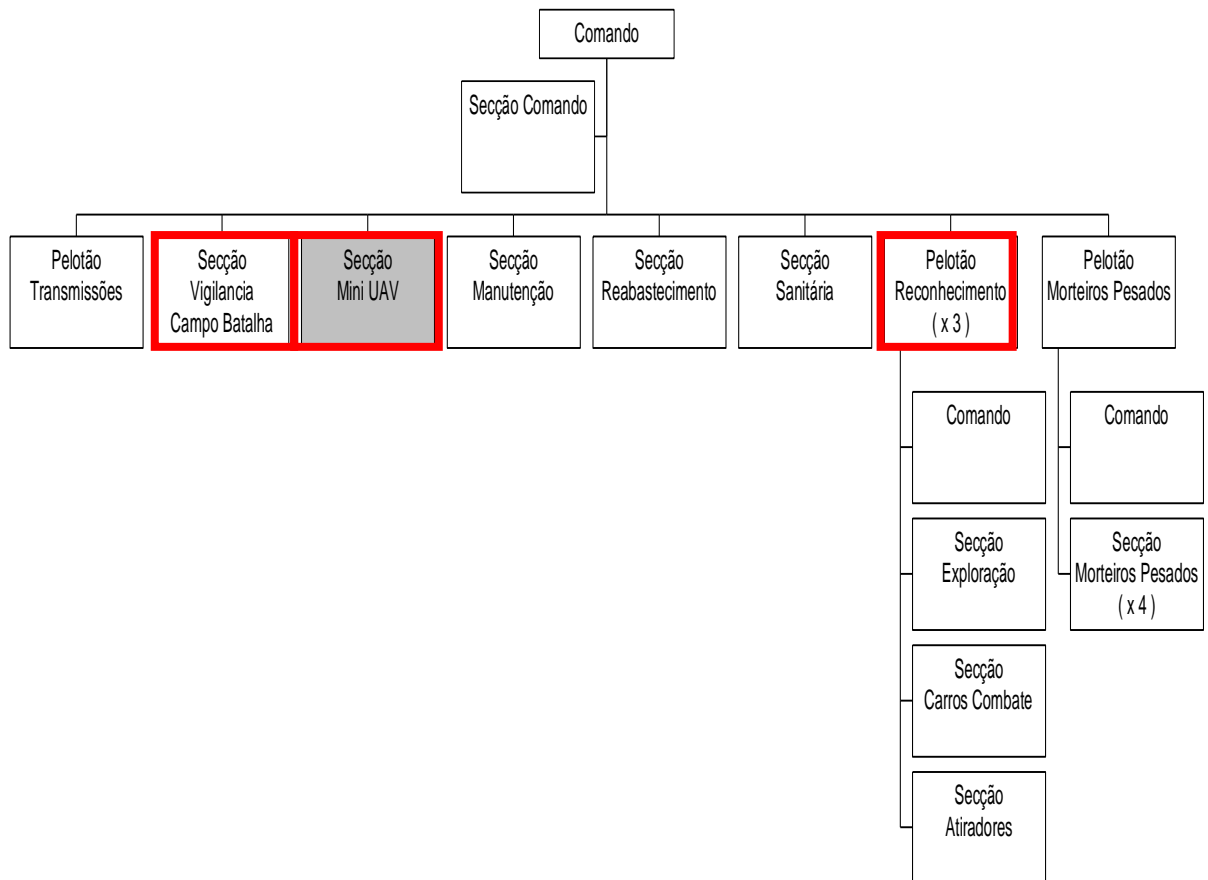 Comando
Secção Comando
Pelotão
Transmissões
Secção
Vigilancia
Campo Batalha
Secção
Mini UAV
Secção
Manutenção
Secção
Reabastecimento
Secção
Sanitária
Pelotão
Reconhecimento
( x 3 )
Pelotão
Morteiros Pesados
Comando
Secção
Exploração
Secção
Carros Combate
Secção
Atiradores
Comando
Secção
Morteiros Pesados
( x 4 )